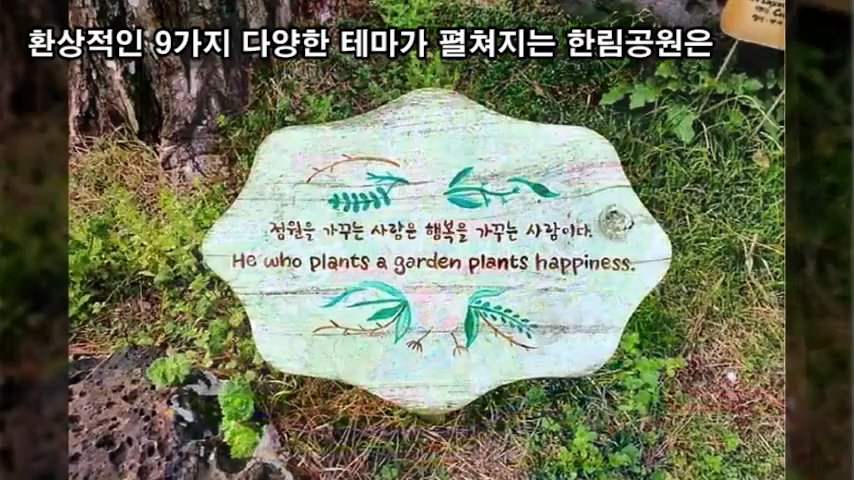 환상적인 9가지 다양한 테마가 펼쳐지는 한림공원은
정원을 가꾸는 사람은 행복을 가꾸는 사람이다.
He who plants a garden plants happiness.